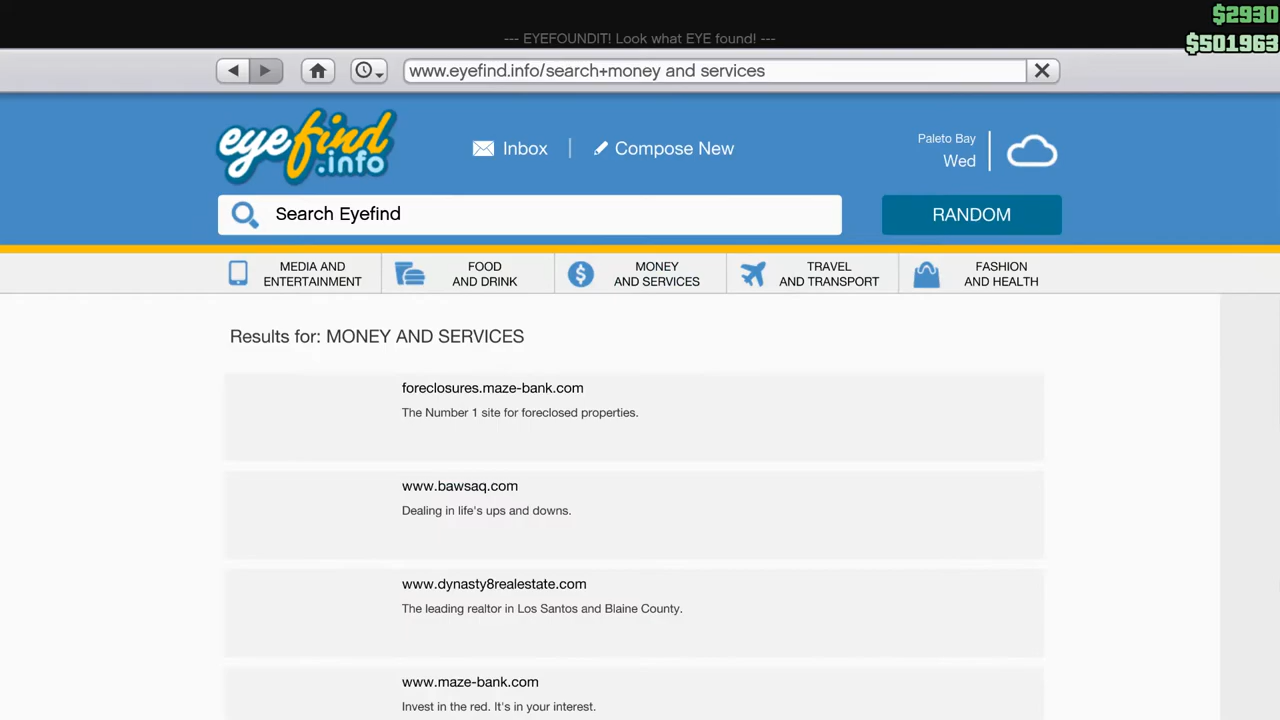 $2930
--- EYEFOUNDIT! Look what EYE found! ---
$501963
www.eyefind.info/search+money and services
eyefind
.info
Inbox
Compose New
Paleto Bay
Wed
Search Eyefind
RANDOM
MEDIA AND
ENTERTAINMENT
FOOD
AND DRINK
MONEY
AND SERVICES
TRAVEL
AND TRANSPORT
FASHION
AND HEALTH
Results for: MONEY AND SERVICES
foreclosures.maze-bank.com
The Number 1 site for foreclosed properties.
www.bawsaq.com
Dealing in life's ups and downs.
www.dynasty8realestate.com
The leading realtor in Los Santos and Blaine County.
www.maze-bank.com
Invest in the red. It's in your interest.